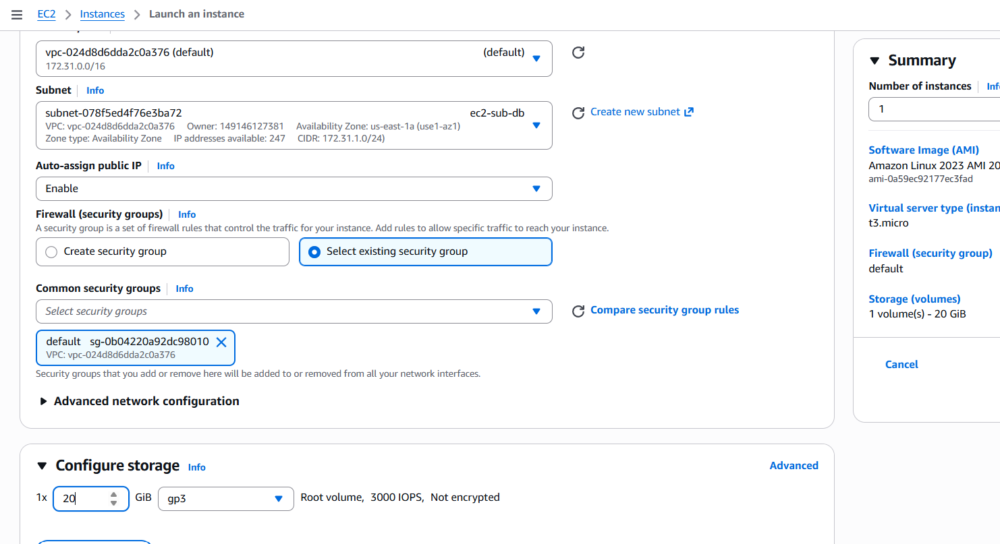 EC2 > Instances > Launch an instance
vpc-024d8d6dda2c0a376 (default) (default)
172.31.0.0/16
Subnet Info
subnet-078f5ed4f76e3ba72 ec2-sub-db
VPC: vpc-024d8d6dda2c0a376 Owner: 149146127381 Availability Zone: us-east-1a (use1-az1)
Zone type: Availability Zone IP addresses available: 247 CIDR: 172.31.1.0/24)
Create new subnet
Auto-assign public IP Info
Enable
Firewall (security groups) Info
A security group is a set of firewall rules that control the traffic for your instance. Add rules to allow specific traffic to reach your instance.
Create security group
Select existing security group
Common security groups Info
Select security groups
Compare security group rules
default sg-0b04220a92dc98010
VPC: vpc-024d8d6dda2c0a376
Security groups that you add or remove here will be added to or removed from all your network interfaces.
Advanced network configuration
Configure storage Info
Advanced
1x 20 GiB gp3 Root volume, 3000 IOPS, Not encrypted
Summary
Number of instances Inf
1
Software Image (AMI)
Amazon Linux 2023 AMI 20
ami-0a59ec92177ec3fad
Virtual server type (instan
t3.micro
Firewall (security group)
default
Storage (volumes)
1 volume(s) - 20 GiB
Cancel